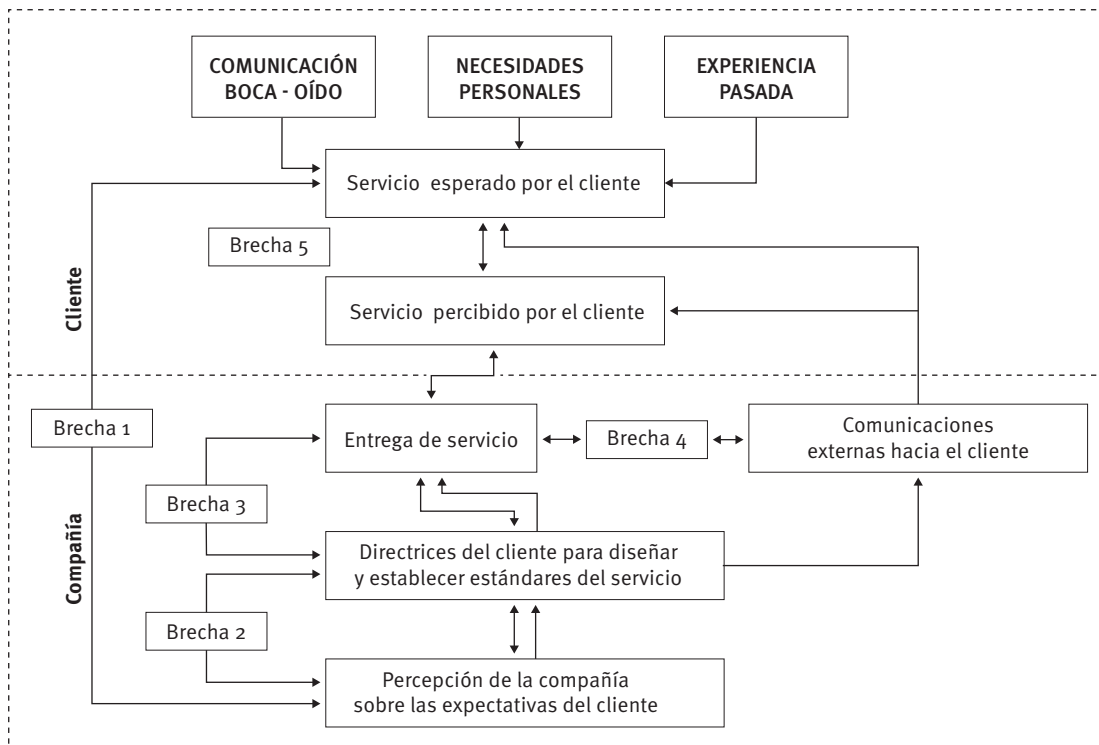 COMUNICACIÓN
BOCA - OÍDO
NECESIDADES
PERSONALES
EXPERIENCIA
PASADA
Servicio esperado por el cliente
Brecha 5
Servicio percibido por el cliente
Cliente
Brecha 1
Entrega de servicio
Brecha 4
Comunicaciones
externas hacia el cliente
Brecha 3
Compañía
Directrices del cliente para diseñar
y establecer estándares del servicio
Brecha 2
Percepción de la compañía
sobre las expectativas del cliente